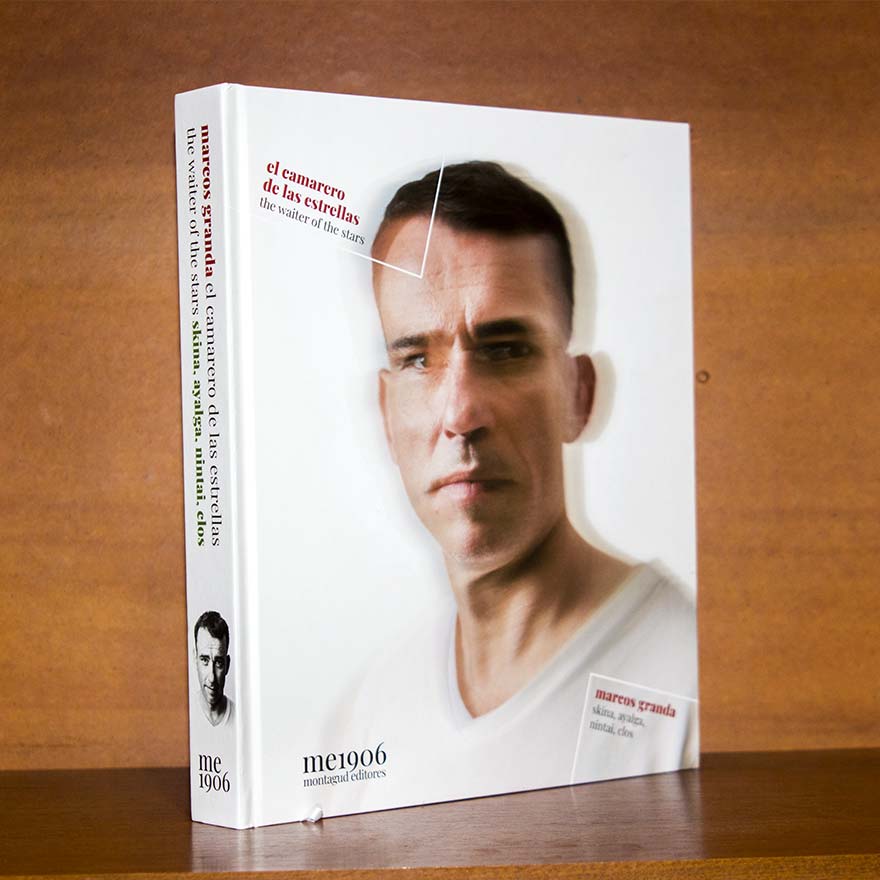 marcos granda el camarero de las estrellas
the waiter of the stars skina, ayalga, nintai, clos
me
1906
el camarero
de las estrellas
the waiter of the stars
marcos granda
skina, ayalga,
nintai, clos
me1906
montagud editores